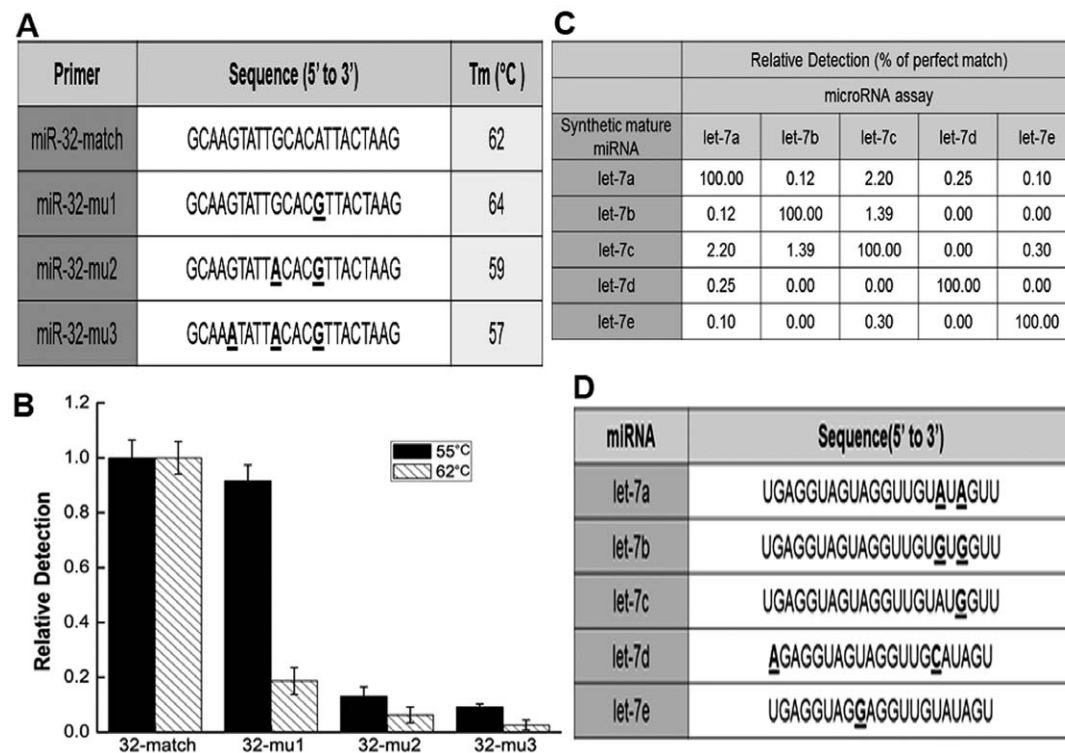 A
Primer Sequence (5' to 3') Tm (°C)
miR-32-match GCAAGTATTGCACATTACTAAG 62
miR-32-mu1 GCAAGTATTGCACGTTACTAAG 64
miR-32-mu2 GCAAGTATTACACGTTACTAAG 59
miR-32-mu3 GCAAATATTACACGTTACTAAG 57
B
Relative Detection
1.2
1.0
0.8
0.6
0.4
0.2
0.0
55°C
62°C
32-match 32-mu1 32-mu2 32-mu3
C
Relative Detection (% of perfect match)
microRNA assay
Synthetic mature miRNA let-7a let-7b let-7c let-7d let-7e
let-7a 100.00 0.12 2.20 0.25 0.10
let-7b 0.12 100.00 1.39 0.00 0.00
let-7c 2.20 1.39 100.00 0.00 0.30
let-7d 0.25 0.00 0.00 100.00 0.00
let-7e 0.10 0.00 0.30 0.00 100.00
D
miRNA Sequence(5' to 3')
let-7a UGAGGUAGUAGGUUGUAUAGUU
let-7b UGAGGUAGUAGGUUGUGUGGUU
let-7c UGAGGUAGUAGGUUGUAUGGUU
let-7d AGAGGUAGUAGGUUGCAUAGU
let-7e UGAGGUAGGAGGUUGUAUAGU